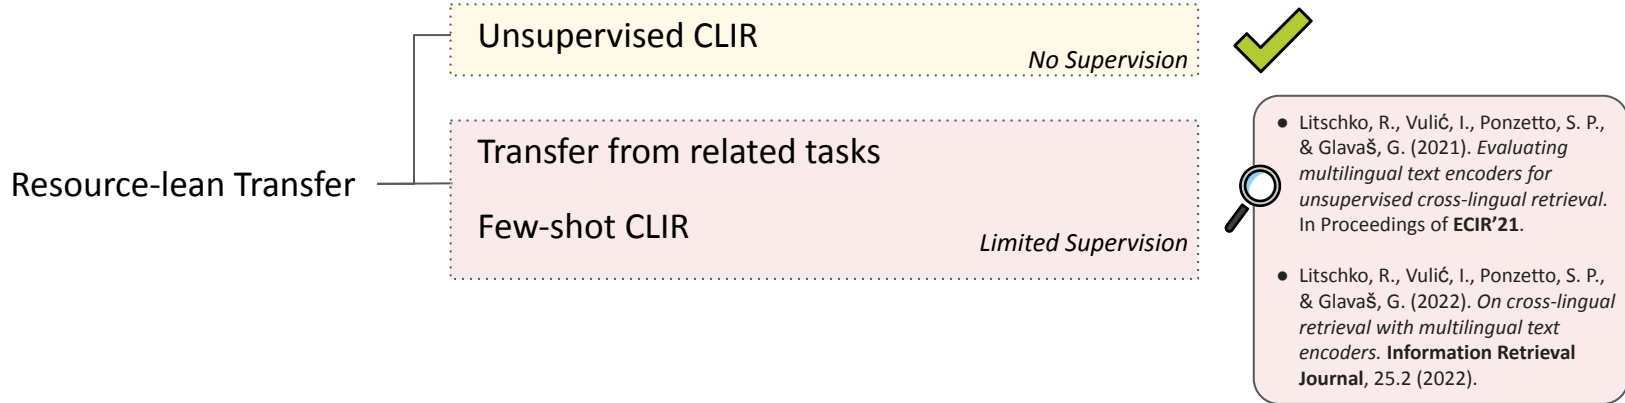 Unsupervised CLIR
No Supervision
Resource-lean Transfer
Transfer from related tasks
Few-shot CLIR
Limited Supervision
● Litschko, R., Vulić, I., Ponzetto, S. P.,
& Glavaš, G. (2021). Evaluating
multilingual text encoders for
unsupervised cross-lingual retrieval.
In Proceedings of ECIR'21.
● Litschko, R., Vulić, I., Ponzetto, S. P.,
& Glavaš, G. (2022). On cross-lingual
retrieval with multilingual text
encoders. Information Retrieval
Journal, 25.2 (2022).